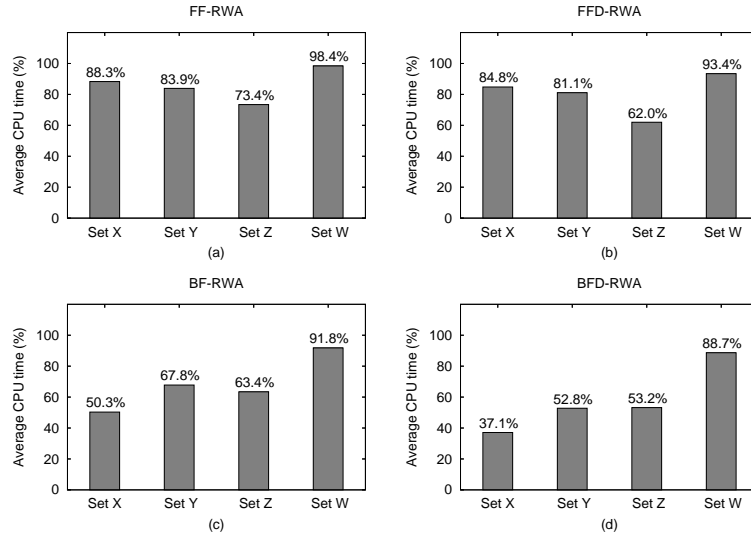 FF-RWA
Average CPU time (%)
100
80
60
40
20
0
88.3%
83.9%
73.4%
98.4%
Set X Set Y Set Z Set W
(a)
FFD-RWA
Average CPU time (%)
100
80
60
40
20
0
84.8%
81.1%
62.0%
93.4%
Set X Set Y Set Z Set W
(b)
BF-RWA
Average CPU time (%)
100
80
60
40
20
0
50.3%
67.8%
63.4%
91.8%
Set X Set Y Set Z Set W
(c)
BFD-RWA
Average CPU time (%)
100
80
60
40
20
0
37.1%
52.8%
53.2%
88.7%
Set X Set Y Set Z Set W
(d)